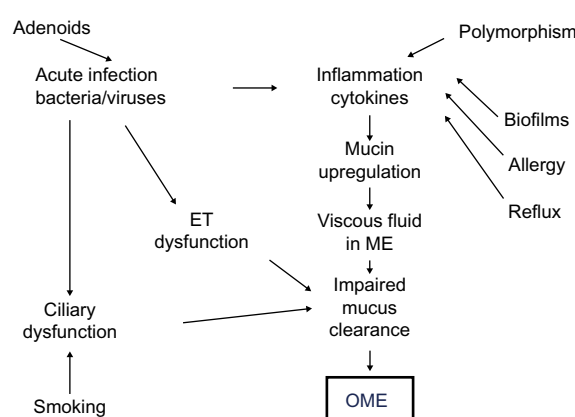 Adenoids
Polymorphism
Acute infection
bacteria/viruses
Inflammation
cytokines
Biofilms
Allergy
Reflux
Mucin
upregulation
ET
dysfunction
Viscous fluid
in ME
Ciliary
dysfunction
Impaired
mucus
clearance
Smoking
OME